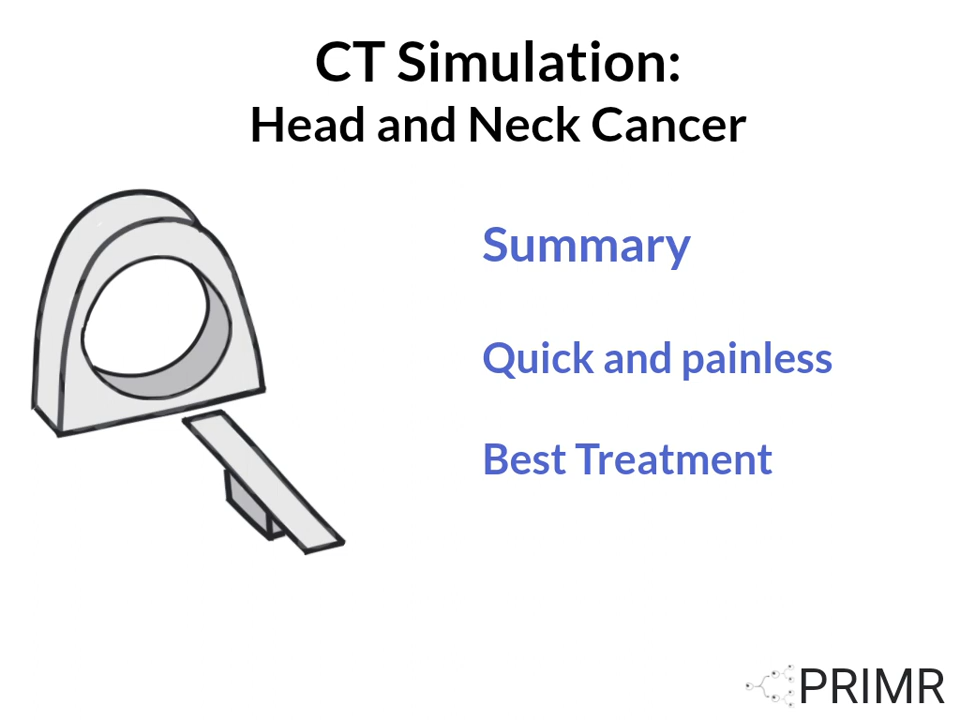 CT Simulation:
Head and Neck Cancer
Summary
Quick and painless
Best Treatment
PRIMR